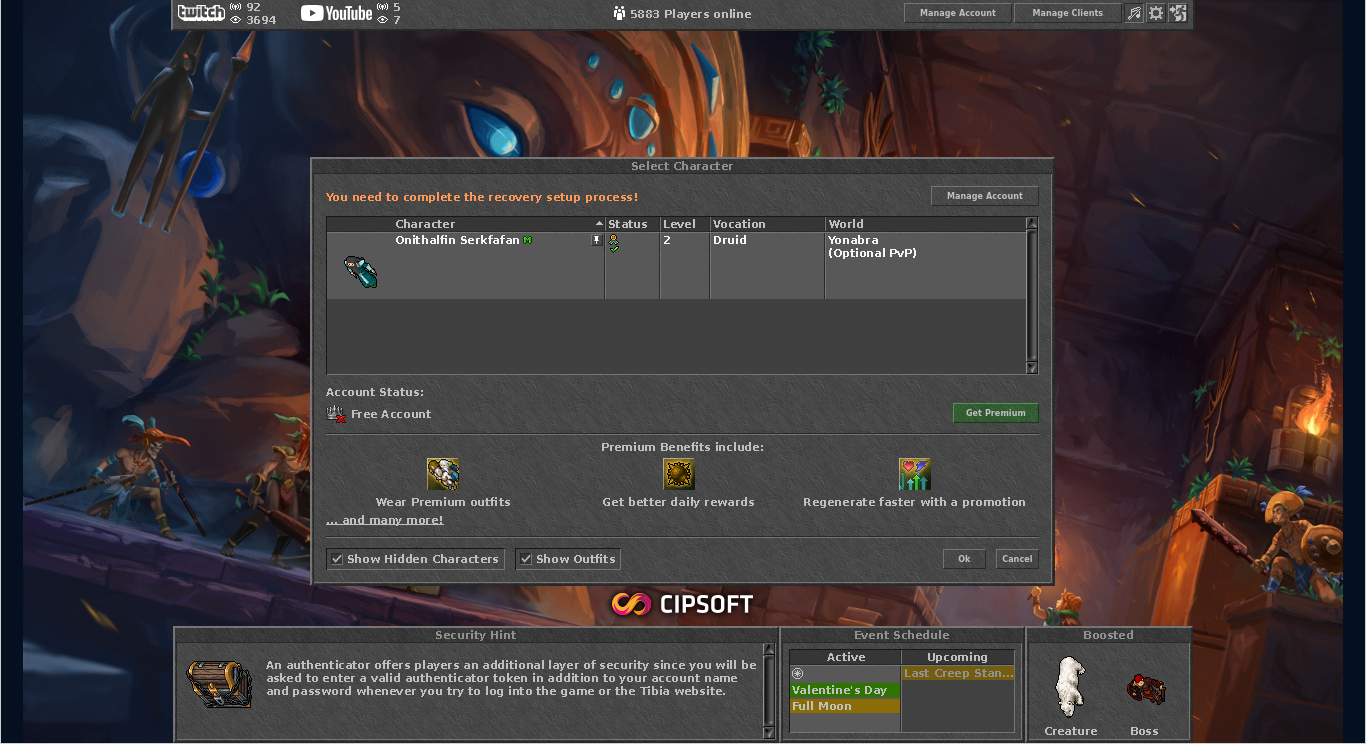 twitch 92 YouTube 5
3694 7
5883 Players online
Manage Account Manage Clients
Select Character
You need to complete the recovery setup process!
Manage Account
Character Status Level Vocation World
Onithalfin Serkfafan M 2 Druid Yonabra
(Optional PvP)
Account Status:
Free Account
Get Premium
Premium Benefits include:
Wear Premium outfits Get better daily rewards Regenerate faster with a promotion
... and many more!
Show Hidden Characters Show Outfits Ok Cancel
CIPSOFT
Security Hint
An authenticator offers players an additional layer of security since you will be
asked to enter a valid authenticator token in addition to your account name
and password whenever you try to log into the game or the Tibia website.
Event Schedule
Active Upcoming
Last Creep Stan...
Valentine's Day
Full Moon
Boosted
Creature Boss